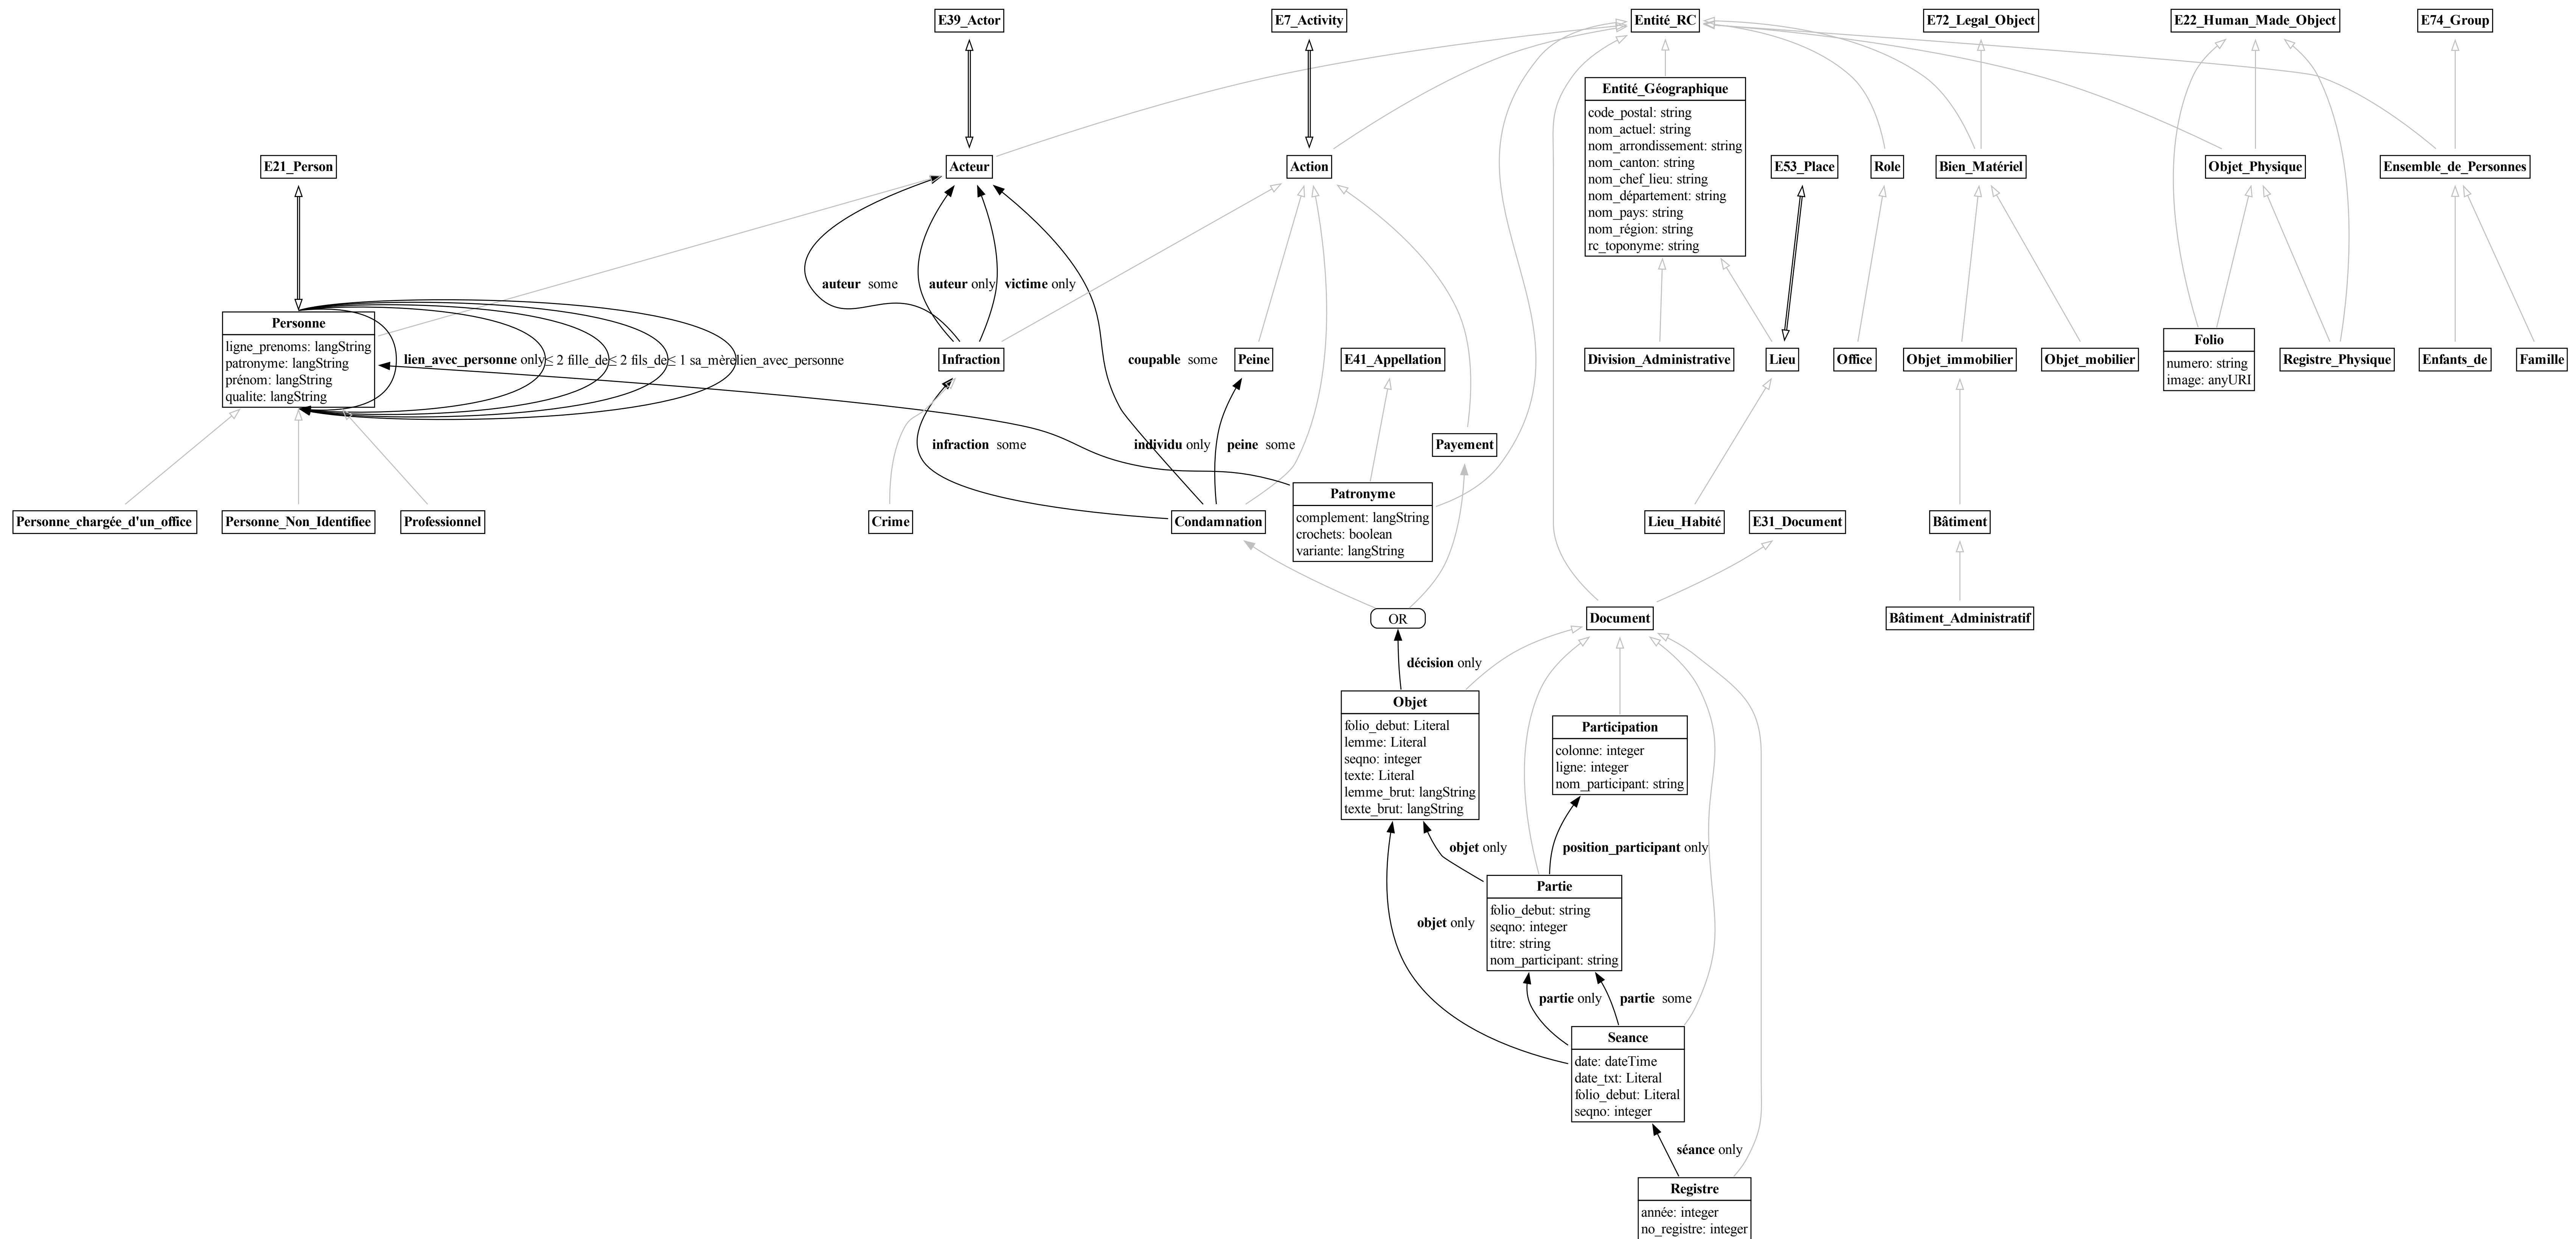 E39_Actor
E7_Activity
Entité_RC
E72_Legal_Object
E22_Human_Made_Object
E74_Group
Entité_Géographique
code_postal: string
nom_actuel: string
nom_arrondissement: string
nom_canton: string
nom_chef_lieu: string
nom_département: string
nom_pays: string
nom_région: string
rc_toponyme: string
E21_Person
Acteur
Action
E53_Place
Role
Bien_Matériel
Objet_Physique
Ensemble_de_Personnes
auteur some
auteur only
victime only
Personne
ligne_prenoms: langString
patronyme: langString
prénom: langString
qualite: langString
lien_avec_personne only
≤ 2 fille_de
≤ 2 fils_de
≤ 1 sa_mère
lien_avec_personne
Infraction
coupable some
Peine
E41_Appellation
Division_Administrative
Lieu
Office
Objet_immobilier
Objet_mobilier
Folio
numero: string
image: anyURI
Registre_Physique
Enfants_de
Famille
infraction some
individu only
peine some
Payement
Personne_chargée_d'un_office
Personne_Non_Identifiee
Professionnel
Crime
Condamnation
Patronyme
complement: langString
crochets: boolean
variante: langString
Lieu_Habité
E31_Document
Bâtiment
OR
Document
Bâtiment_Administratif
décision only
Objet
folio_debut: Literal
lemme: Literal
seqno: integer
texte: Literal
lemme_brut: langString
texte_brut: langString
Participation
colonne: integer
ligne: integer
nom_participant: string
objet only
position_participant only
Partie
folio_debut: string
seqno: integer
titre: string
nom_participant: string
objet only
partie only
partie some
Seance
date: dateTime
date_txt: Literal
folio_debut: Literal
seqno: integer
séance only
Registre
année: integer
no_registre: integer